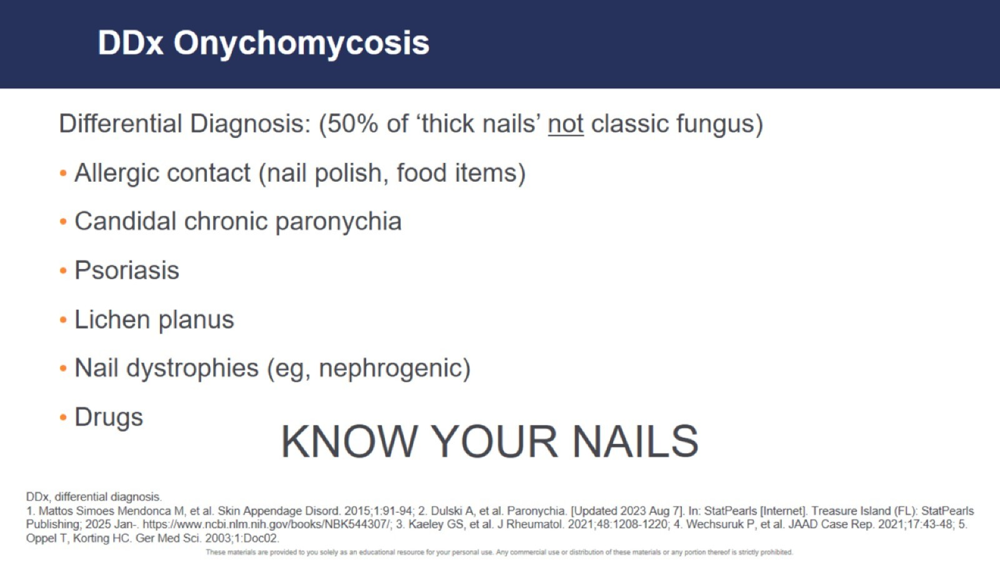 DDx Onychomycosis
Differential Diagnosis: (50% of ‘thick nails’ not classic fungus)
• Allergic contact (nail polish, food items)
• Candidal chronic paronychia
• Psoriasis
• Lichen planus
• Nail dystrophies (eg, nephrogenic)
• Drugs
KNOW YOUR NAILS
DDx, differential diagnosis.
1. Mattos Simoes Mendonca M, et al. Skin Appendage Disord. 2015;1:91-94; 2. Dulski A, et al. Paronychia. [Updated 2023 Aug 7]. In: StatPearls [Internet]. Treasure Island (FL): StatPearls
Publishing; 2025 Jan-. https://www.ncbi.nlm.nih.gov/books/NBK544307/; 3. Kaeley GS, et al. J Rheumatol. 2021;48:1208-1220; 4. Wechsuruk P, et al. JAAD Case Rep. 2021;17:43-48; 5.
Oppel T, Korting HC. Ger Med Sci. 2003;1:Doc02.
These materials are provided to you solely as an educational resource for your personal use. Any commercial use or distribution of these materials or any portion thereof is strictly prohibited.